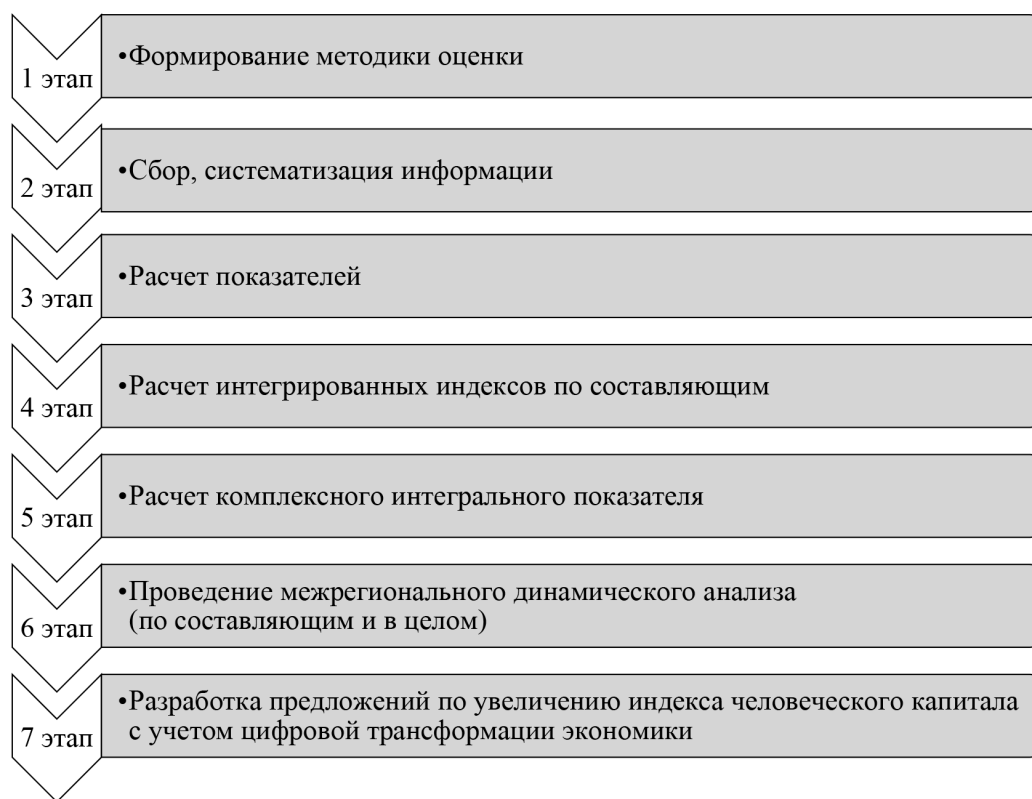 1 этап
•Формирование методики оценки
2 этап
•Сбор, систематизация информации
3 этап
•Расчет показателей
4 этап
•Расчет интегрированных индексов по составляющим
5 этап
•Расчет комплексного интегрального показателя
6 этап
•Проведение межрегионального динамического анализа
(по составляющим и в целом)
7 этап
•Разработка предложений по увеличению индекса человеческого капитала
с учетом цифровой трансформации экономики